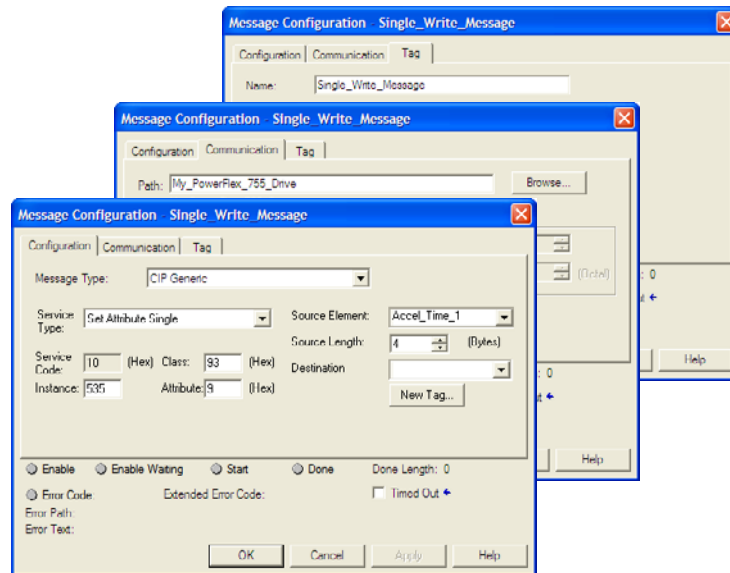 Message Configuration - Single_Write_Message
Configuration Communication Tag
Name: Single_Write_Message
Message Configuration - Single_Write_Message
Configuration Communication Tag
Path: My_PowerFlex_755_Drive Browse...
(Octal)
: 0
Help
Message Configuration - Single_Write_Message
Configuration Communication Tag
Message Type: CIP Generic
Service Type: Set Attribute Single
Source Element: Accel_Time_1
Source Length: 4 (Bytes)
Service Code: 10 (Hex) Class: 93 (Hex)
Destination
Instance: 535 Attribute: 9 (Hex)
New Tag...
: 0
Help
Enable Enable Waiting Start Done Done Length: 0
Error Code: Extended Error Code: Timed Out
Error Path:
Error Text:
OK Cancel Apply Help